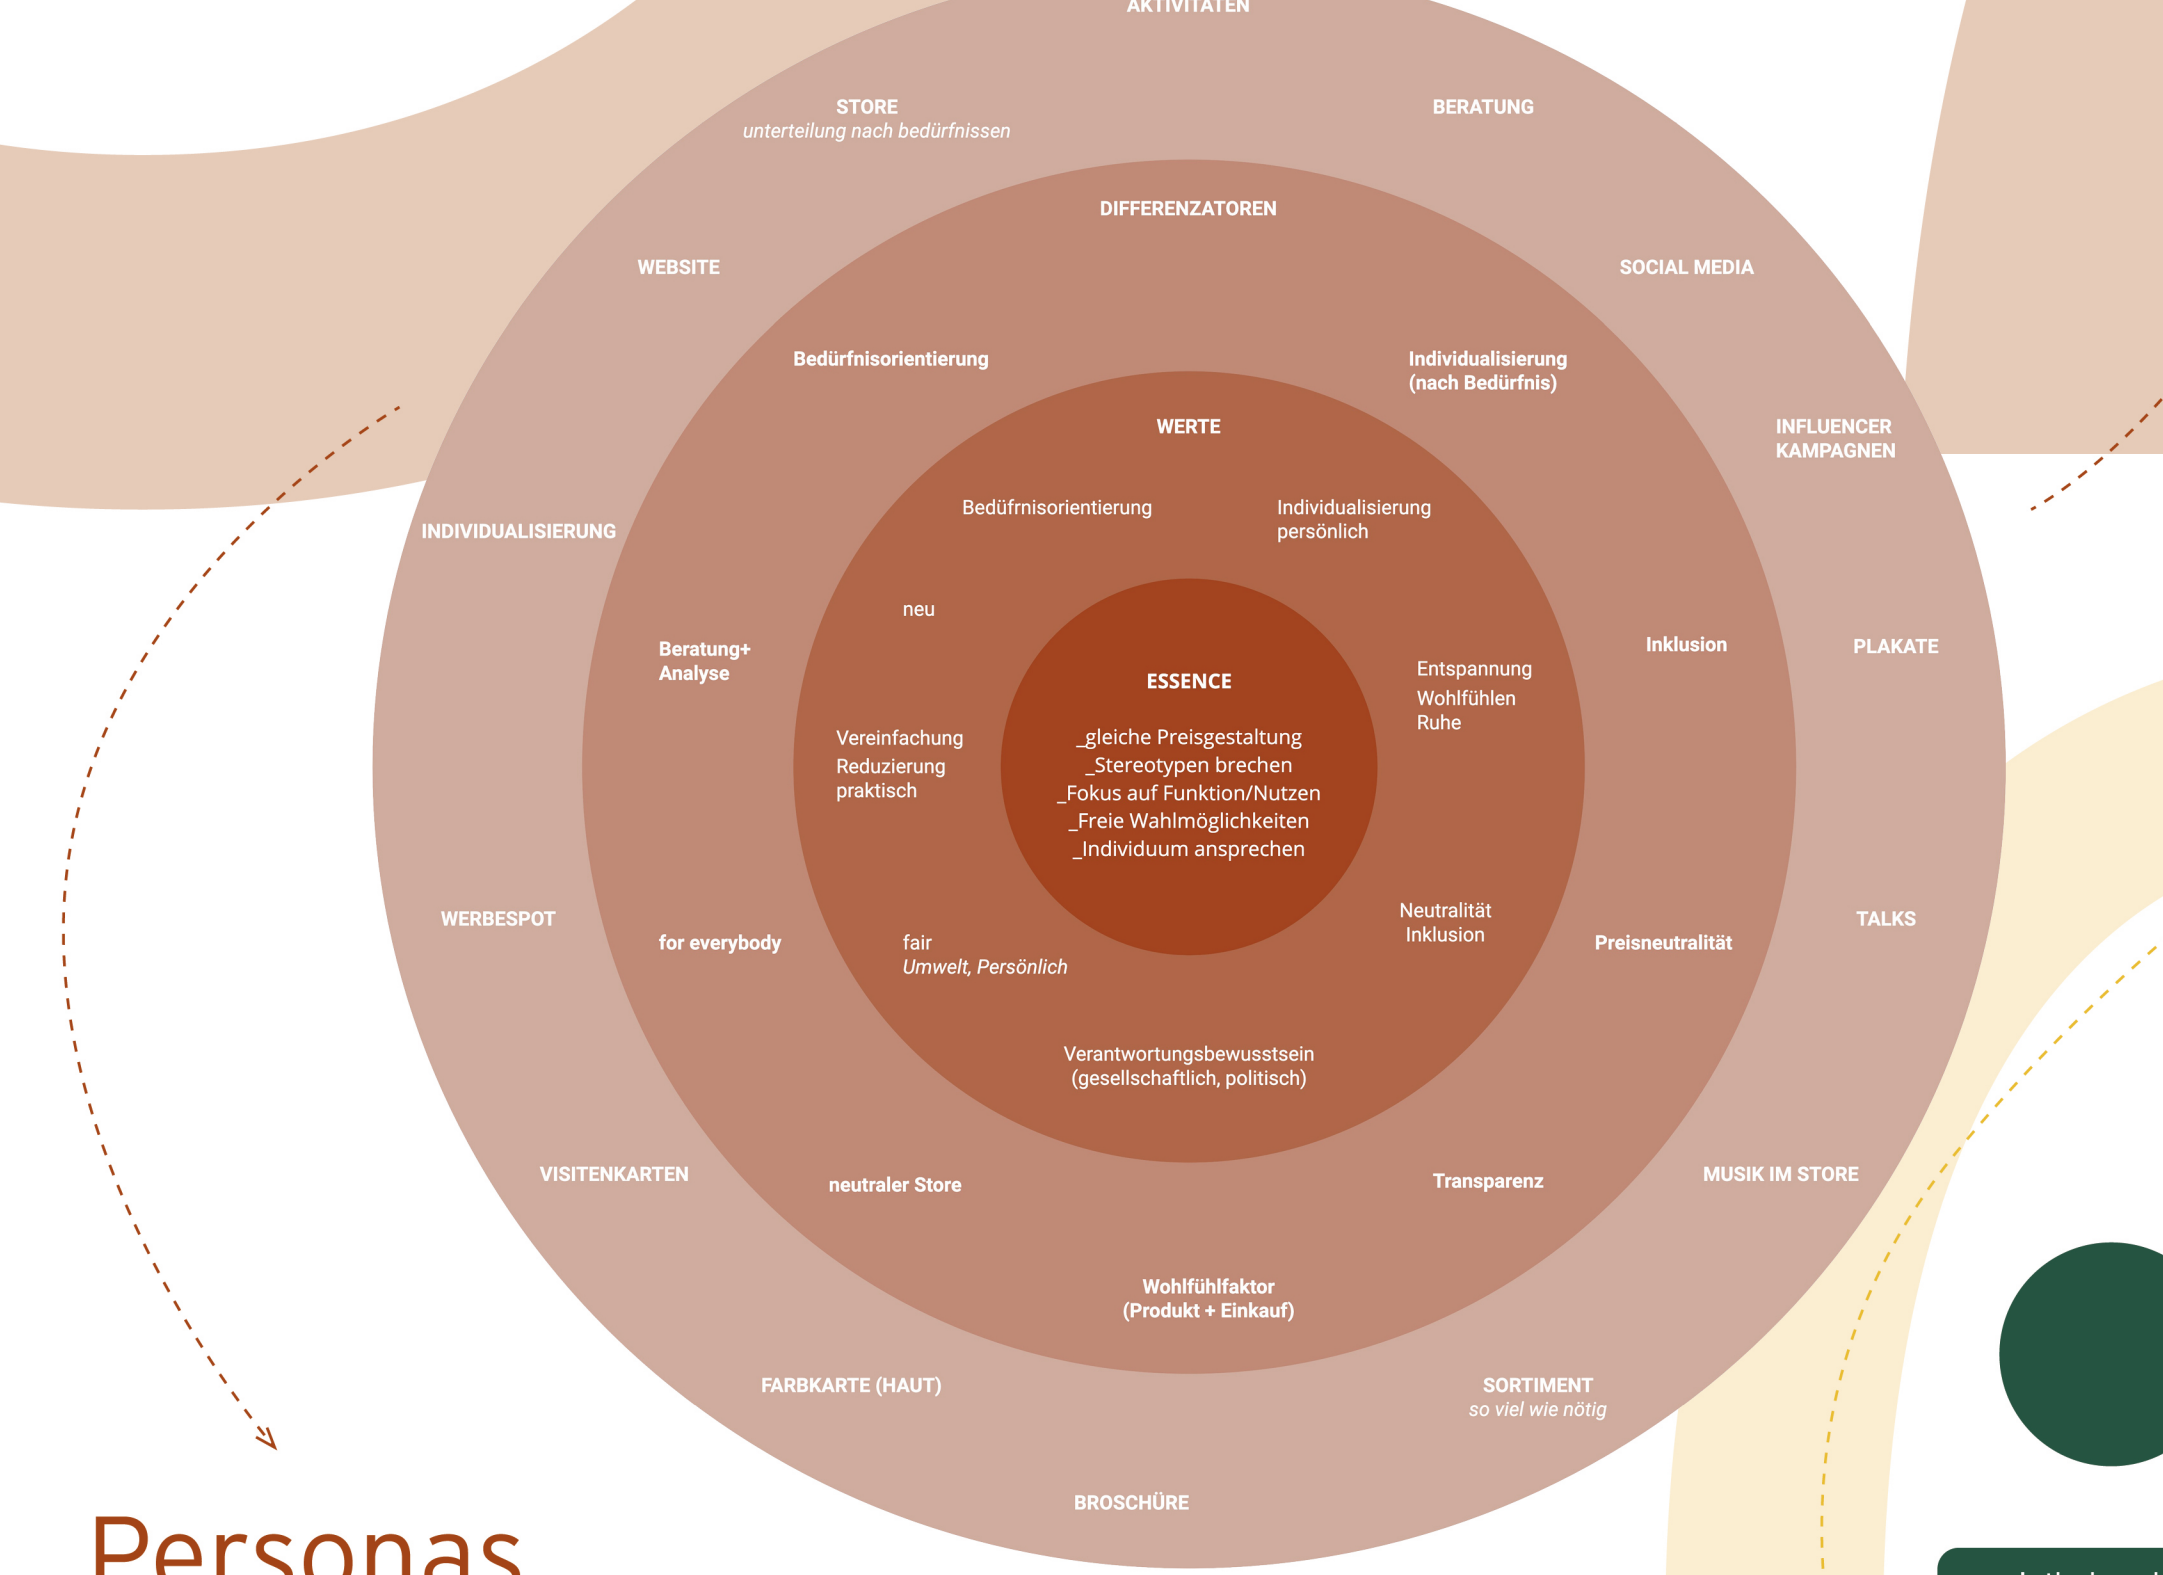 AKTIVITÄTEN
STORE
unterteilung nach bedürfnissen
BERATUNG
DIFFERENZATOREN
WEBSITE
SOCIAL MEDIA
Bedürfnisorientierung
Individualisierung
(nach Bedürfnis)
WERTE
INFLUENCER
KAMPAGNEN
Bedüfrnisorientierung
Individualisierung
persönlich
INDIVIDUALISIERUNG
neu
Beratung+
Analyse
Inklusion
PLAKATE
Entspannung
Wohlfühlen
Ruhe
ESSENCE
_gleiche Preisgestaltung
_Stereotypen brechen
_Fokus auf Funktion/Nutzen
_Freie Wahlmöglichkeiten
_Individuum ansprechen
Vereinfachung
Reduzierung
praktisch
Neutralität
Inklusion
WERBESPOT
for everybody
fair
Umwelt, Persönlich
Preisneutralität
TALKS
Verantwortungsbewusstsein
(gesellschaftlich, politisch)
VISITENKARTEN
neutraler Store
Transparenz
MUSIK IM STORE
Wohlfühlfaktor
(Produkt + Einkauf)
FARBKARTE (HAUT)
SORTIMENT
so viel wie nötig
BROSCHÜRE
Personas